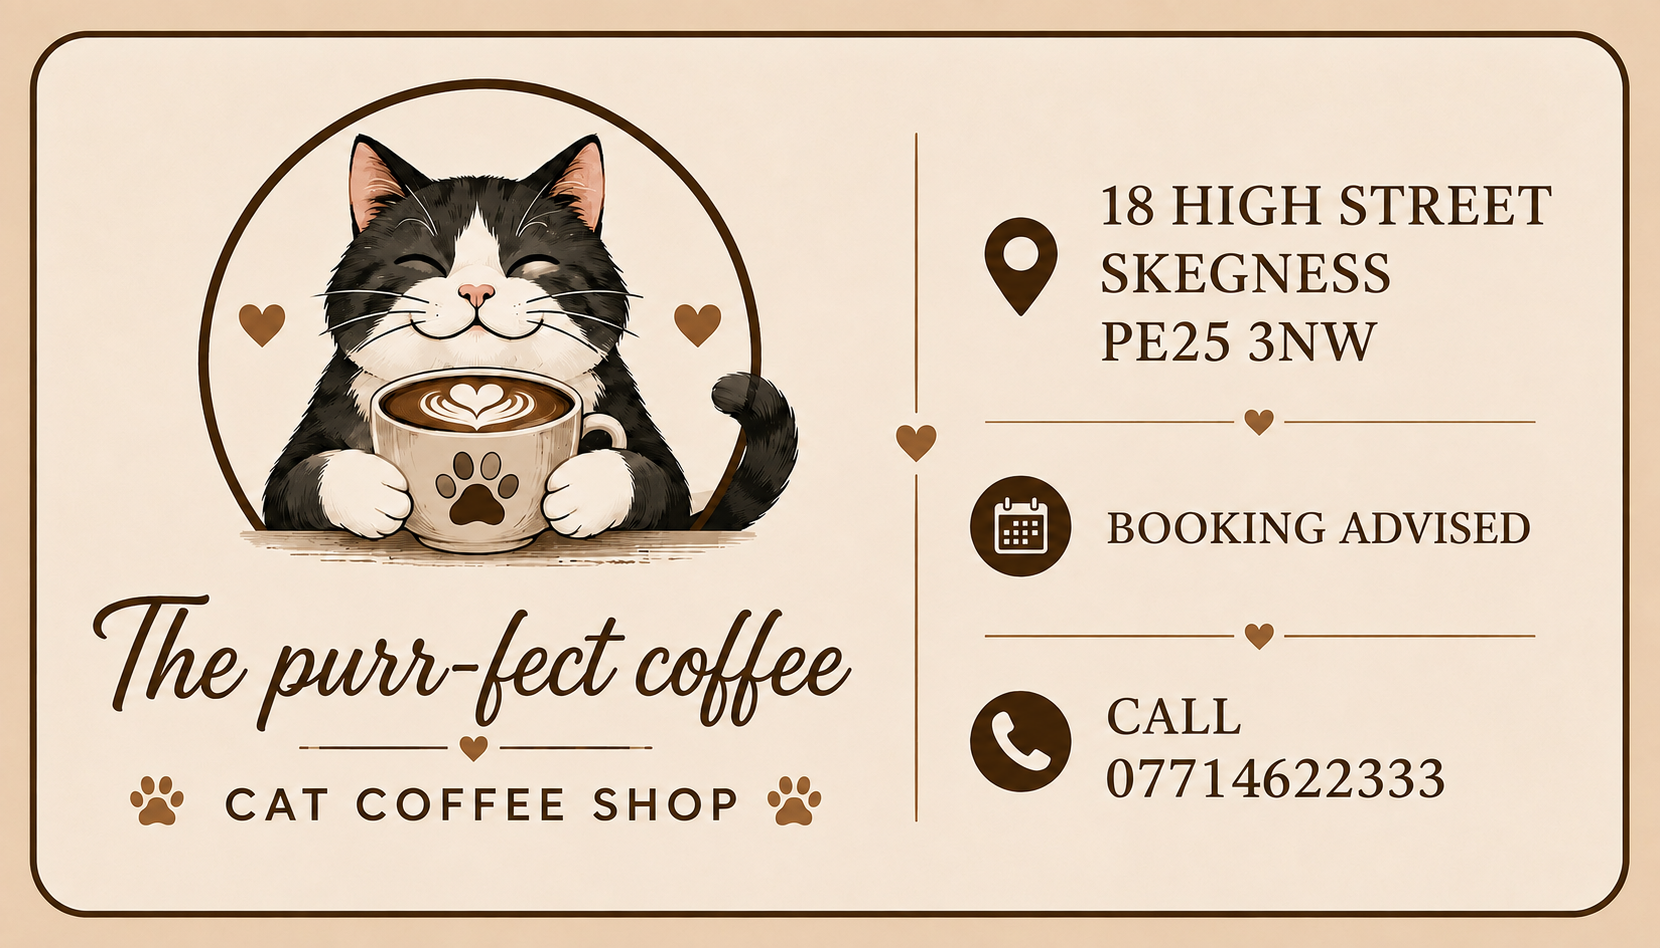 The purr-fect coffee
CAT COFFEE SHOP
18 HIGH STREET
SKEGNESS
PE25 3NW
BOOKING ADVISED
CALL
07714622333